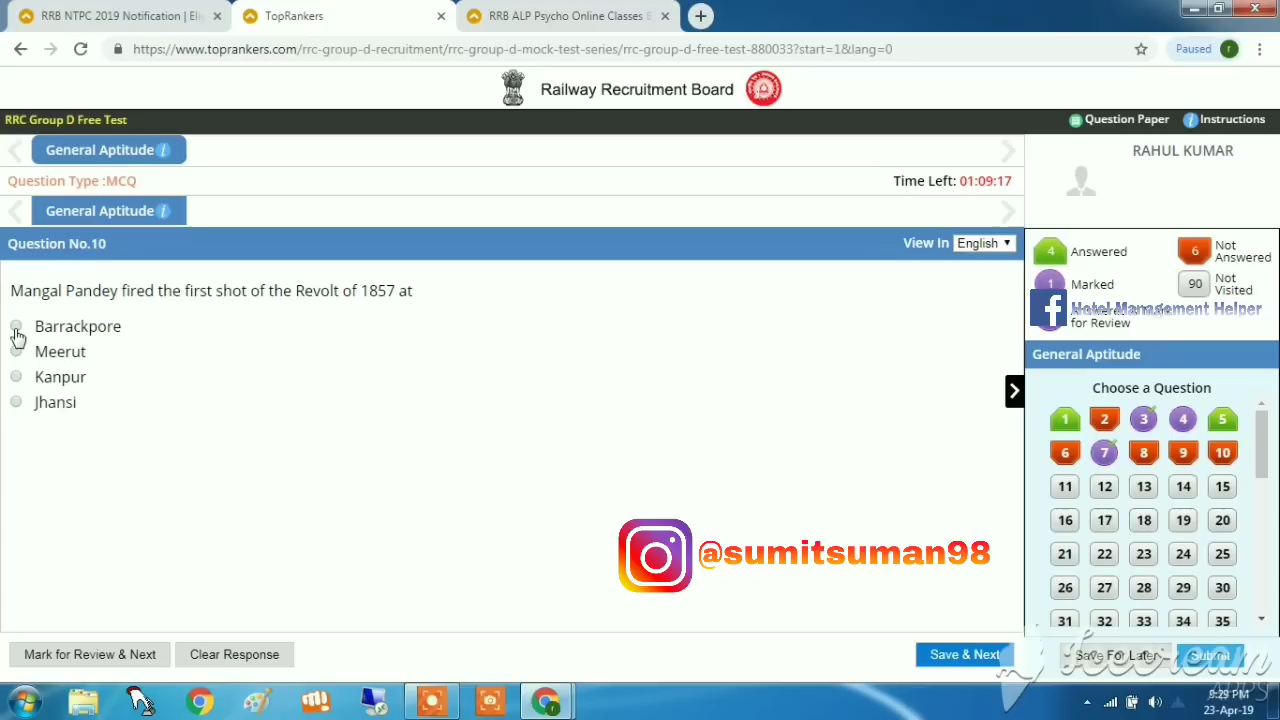 RRB NTPC 2019 Notification | Eli
TopRankers
RRB ALP Psycho Online Classes
https://www.toprankers.com/rrc-group-d-recruitment/rrc-group-d-mock-test-series/rrc-group-d-free-test-880033?start=1&lang=0
Paused
r
Railway Recruitment Board
RRC Group D Free Test
Question Paper
Instructions
General Aptitude
RAHUL KUMAR
Question Type :MCQ
Time Left: 01:09:17
General Aptitude
Question No.10
View In English
4 Answered
6 Not Answered
Mangal Pandey fired the first shot of the Revolt of 1857 at
1 Marked
90 Not Visited
Hotel Management Helper
for Review
Barrackpore
Meerut
Kanpur
Jhansi
General Aptitude
Choose a Question
1 2 3 4 5
6 7 8 9 10
11 12 13 14 15
16 17 18 19 20
21 22 23 24 25
26 27 28 29 30
31 32 33 34 35
@sumitsuman98
Mark for Review & Next
Clear Response
Save & Next
Save For Later
Submit
9:29 PM
23-Apr-19